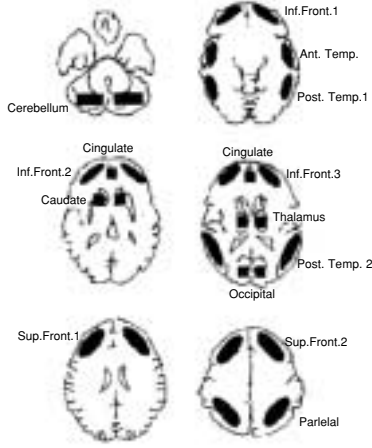 Inf.Front.1
Ant. Temp.
Post. Temp.1
Cerebellum
Cingulate
Inf.Front.2
Caudate
Cingulate
Inf.Front.3
Thalamus
Post. Temp. 2
Occipital
Sup.Front.1
Sup.Front.2
Parlelal